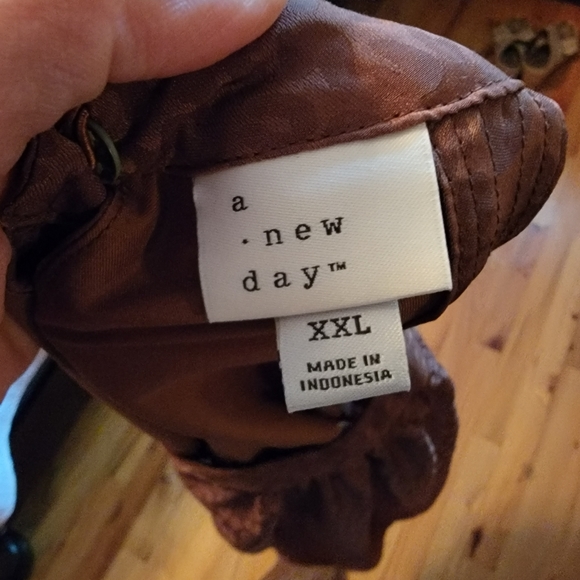 a
· new
day™
XXL
MADE IN
INDONESIA